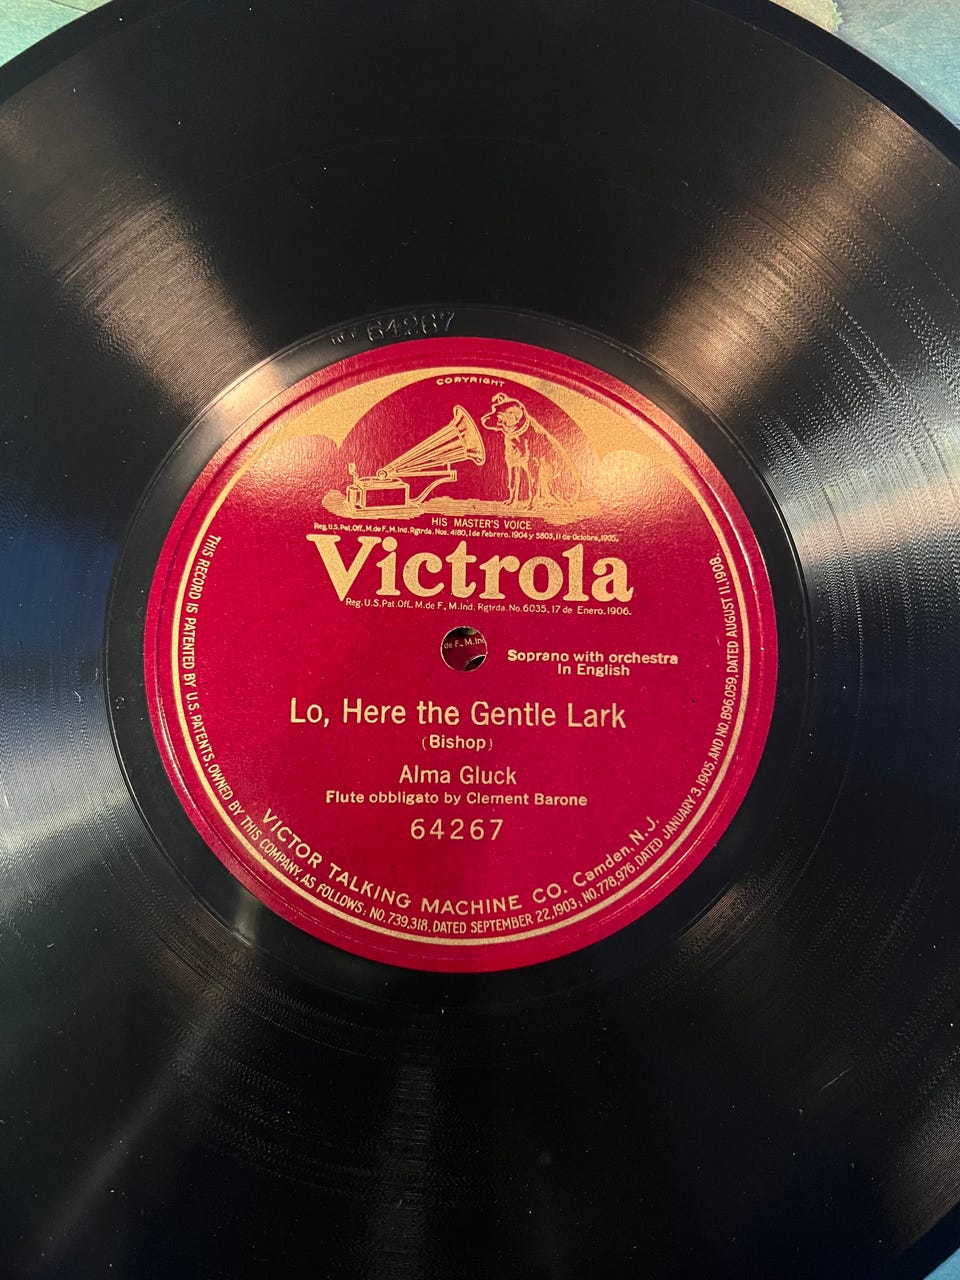 No 64267
COPYRIGHT
HIS MASTER'S VOICE
Reg.U.S.Pat.Off., M.de F., M.Ind. Rgtrda. Nos. 4180, 1 de Febrero. 1904 y 5803, 11 de Octobre, 1905.
Victrola
Reg.U.S.Pat.Off. M.de F., M.Ind. Rgtrda. No.6035, 17 de Enero.1906.
de F., M.In
Soprano with orchestra
In English
Lo, Here the Gentle Lark
(Bishop)
Alma Gluck
Flute obbligato by Clement Barone
64267
VICTOR TALKING MACHINE CO. Camden, N.J.
THIS RECORD IS PATENTED BY U.S. PATENTS, OWNED BY THIS COMPANY, AS FOLLOWS; NO.739,318, DATED SEPTEMBER 22,1903; NO.778,976, DATED JANUARY 3,1905, AND NO.896,059, DATED AUGUST 11,1908.